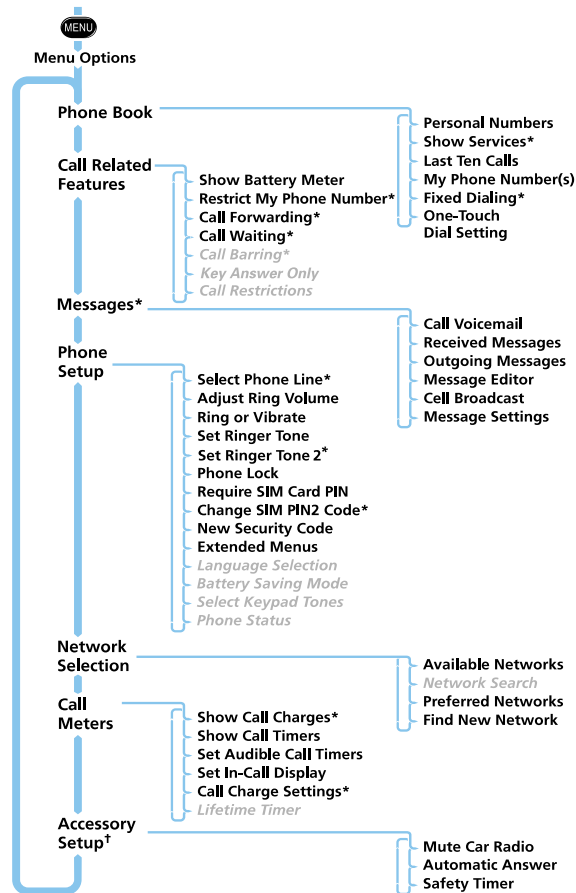 MENU
Menu Options
Phone Book
Personal Numbers
Show Services*
Last Ten Calls
My Phone Number(s)
Fixed Dialing*
One-Touch
Dial Setting
Call Related
Features
Show Battery Meter
Restrict My Phone Number*
Call Forwarding*
Call Waiting*
Call Barring*
Key Answer Only
Call Restrictions
Messages*
Call Voicemail
Received Messages
Outgoing Messages
Message Editor
Cell Broadcast
Message Settings
Phone
Setup
Select Phone Line*
Adjust Ring Volume
Ring or Vibrate
Set Ringer Tone
Set Ringer Tone 2*
Phone Lock
Require SIM Card PIN
Change SIM PIN2 Code*
New Security Code
Extended Menus
Language Selection
Battery Saving Mode
Select Keypad Tones
Phone Status
Network
Selection
Available Networks
Network Search
Preferred Networks
Find New Network
Call
Meters
Show Call Charges*
Show Call Timers
Set Audible Call Timers
Set In-Call Display
Call Charge Settings*
Lifetime Timer
Accessory
Setup†
Mute Car Radio
Automatic Answer
Safety Timer